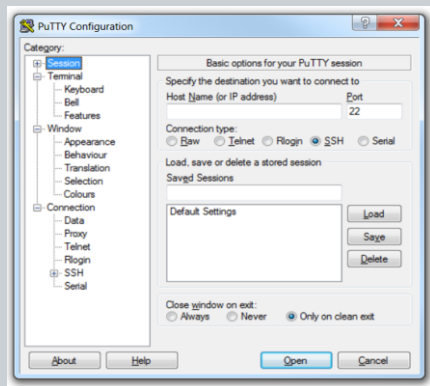 PuTTY Configuration
Category:
Session
Terminal
Keyboard
Bell
Features
Window
Appearance
Behaviour
Translation
Selection
Colours
Connection
Data
Proxy
Telnet
Rlogin
SSH
Serial
Basic options for your PuTTY session
Specify the destination you want to connect to
Host Name (or IP address) Port
22
Connection type:
Raw Telnet Rlogin SSH Serial
Load, save or delete a stored session
Saved Sessions
Default Settings
Load
Save
Delete
Close window on exit:
Always Never Only on clean exit
About Help Open Cancel